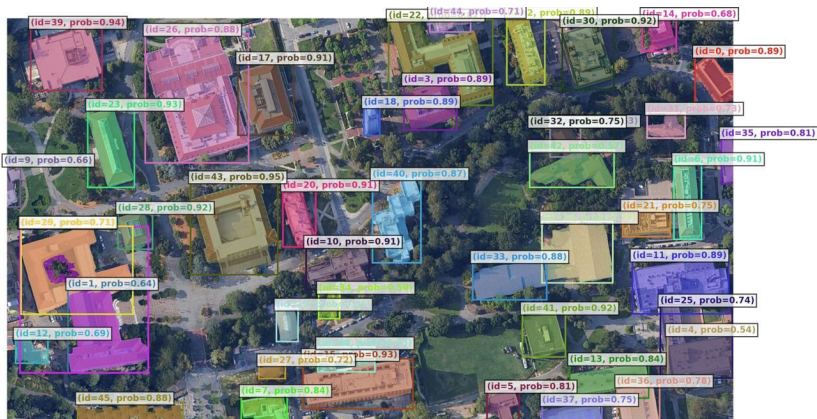 (id=39, prob=0.94)
(id=26, prob=0.88)
(id=22,
(id=44, prob=0.71)
2, prob=0.89)
(id=30, prob=0.92)
(id=14, prob=0.68)
(id=17, prob=0.91)
(id=3, prob=0.89)
(id=0, prob=0.89)
(id=23, prob=0.93)
(id=18, prob=0.89)
(id=32, prob=0.75)
(id=35, prob=0.81)
(id=9, prob=0.66)
(id=6, prob=0.91)
(id=43, prob=0.95)
(id=20, prob=0.91)
(id=40, prob=0.87)
(id=28, prob=0.92)
(id=21, prob=0.75)
(id=29, prob=0.71)
(id=10, prob=0.91)
(id=33, prob=0.88)
(id=11, prob=0.89)
(id=1, prob=0.64)
(id=25, prob=0.74)
(id=41, prob=0.92)
(id=12, prob=0.69)
(id=4, prob=0.54)
(id=27, prob=0.72)
prob=0.93)
(id=13, prob=0.84)
(id=7, prob=0.84)
(id=5, prob=0.81)
(id=36, prob=0.78)
(id=45, prob=0.88)
(id=37, prob=0.75)